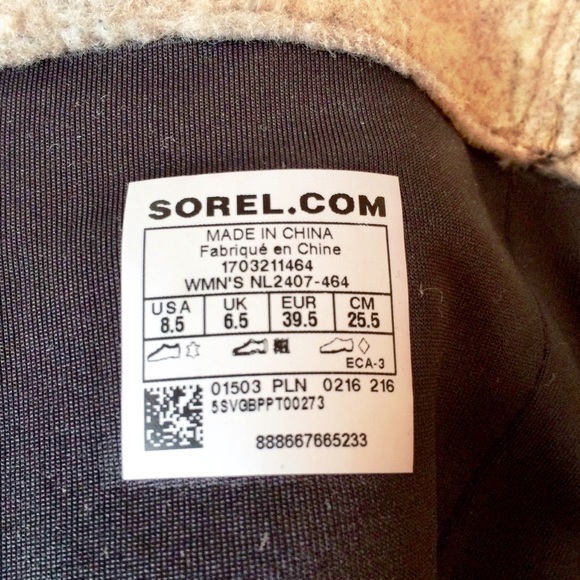 SOREL.COM
MADE IN CHINA
Fabriqué en Chine
1703211464
WMN'S NL2407-464
USA UK EUR CM
8.5 6.5 39.5 25.5
ECA-3
01503 PLN 0216 216
5SVGBPPT00273
888667665233